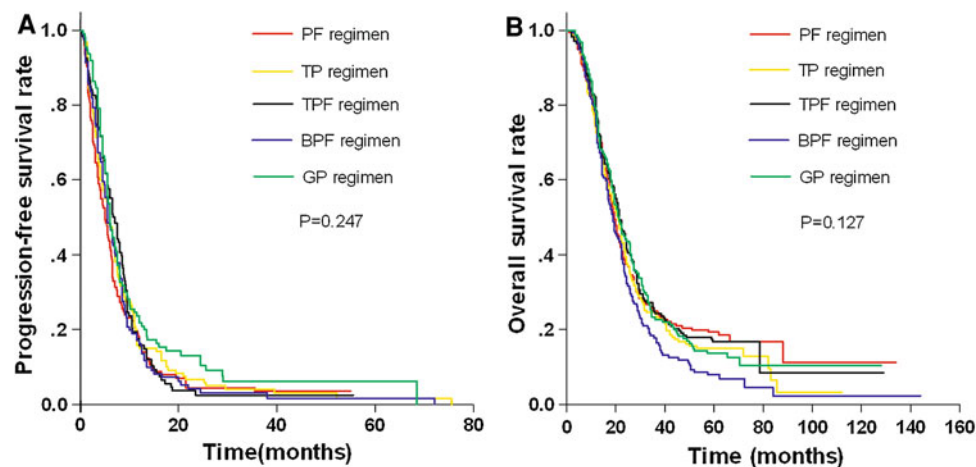 A
Progression-free survival rate
1.0
.8
.6
.4
.2
0.0
PF regimen
TP regimen
TPF regimen
BPF regimen
GP regimen
P=0.247
0 20 40 60 80
Time(months)
B
Overall survival rate
1.0
.8
.6
.4
.2
0.0
PF regimen
TP regimen
TPF regimen
BPF regimen
GP regimen
P=0.127
0 20 40 60 80 100 120 140 160
Time (months)